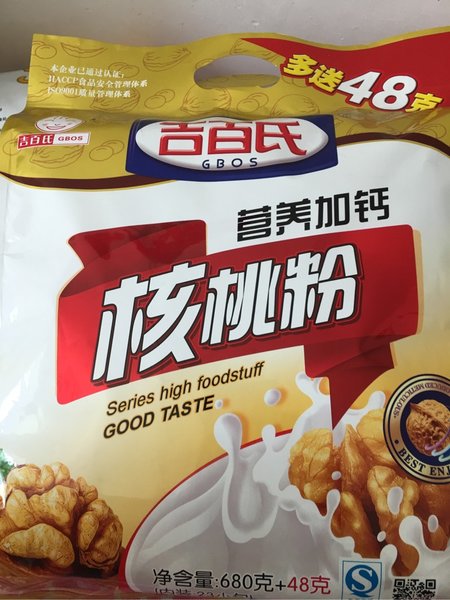 本企业已通过认证:
HACCP食品安全管理体系
ISO9001质量管理体系
多送48克
吉百氏 GBOS
吉百氏
GBOS
营养加钙
核桃粉
Series high foodstuff
GOOD TASTE
BEST ENJ
净含量:680克+48克